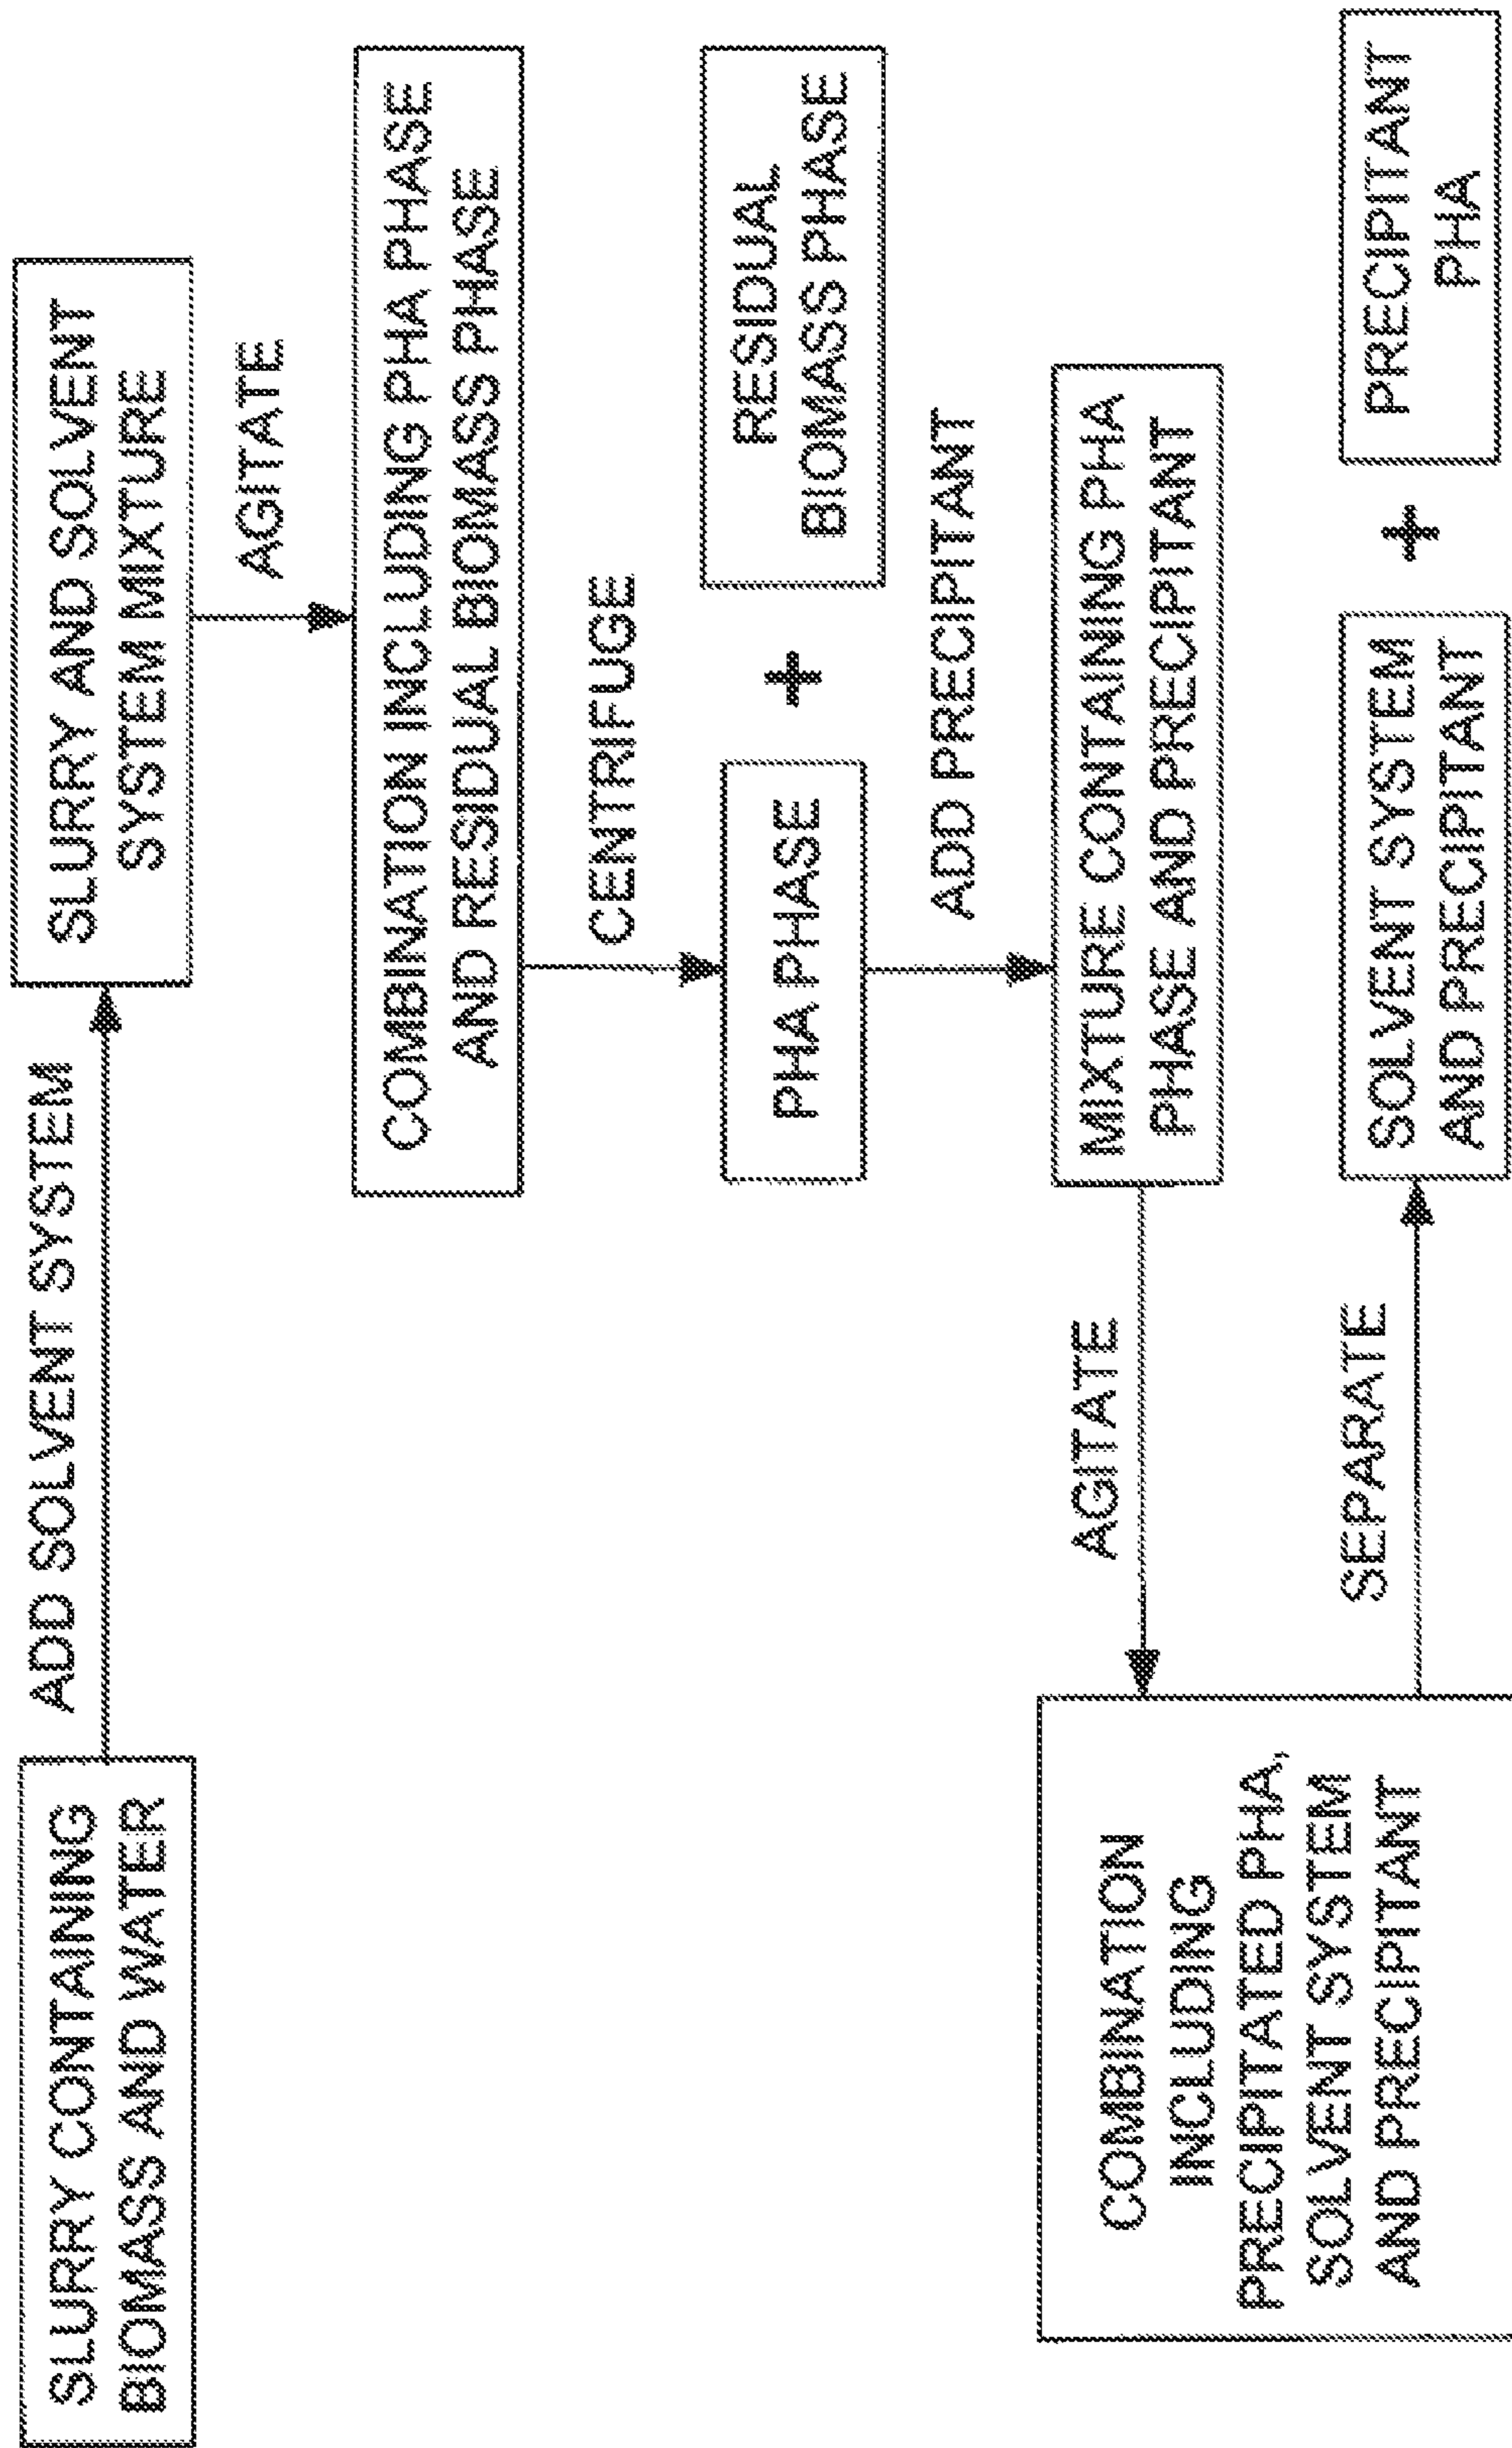 SLURRY CONTAINING
BIOMASS AND WATER
ADD SOLVENT SYSTEM
SLURRY AND SOLVENT
SYSTEM MIXTURE
AGITATE
COMBINATION INCLUDING PHA PHASE
AND RESIDUAL BIOMASS PHASE
CENTRIFUGE
PHA PHASE
+
RESIDUAL
BIOMASS PHASE
ADD PRECIPITANT
MIXTURE CONTAINING PHA
PHASE AND PRECIPITANT
AGITATE
COMBINATION
INCLUDING
PRECIPITATED PHA,
SOLVENT SYSTEM
AND PRECIPITANT
SEPARATE
SOLVENT SYSTEM
AND PRECIPITANT
+
PRECIPITANT
PHA